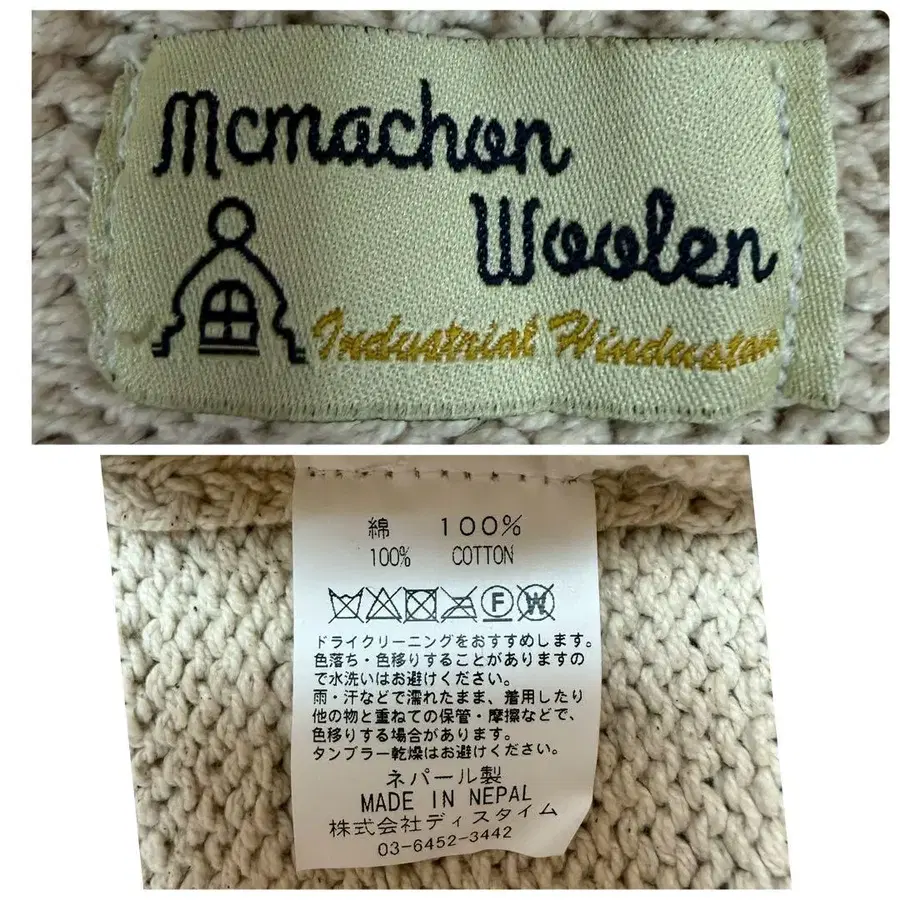 Mcmachon
Woolen
Industrial Hindustan
綿 100%
100% COTTON
F W
ドライクリーニングをおすすめします。
色落ち・色移りすることがありますの
で水洗いはお避けください。
雨・汗などで濡れたまま、着用したり
他の物と重ねての保管・摩擦などで、
色移りする場合があります。
タンブラー乾燥はお避けください。
ネパール製
MADE IN NEPAL
株式会社ディスタイム
03-6452-3442